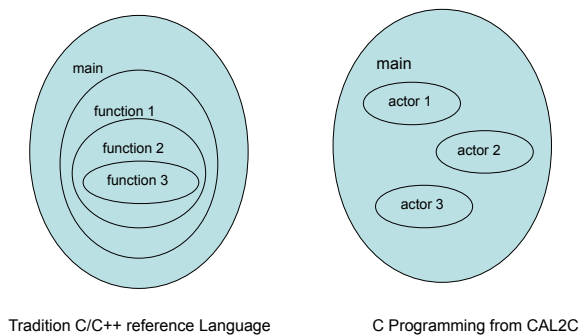 main
function 1
function 2
function 3
main
actor 1
actor 2
actor 3
Tradition C/C++ reference Language
C Programming from CAL2C